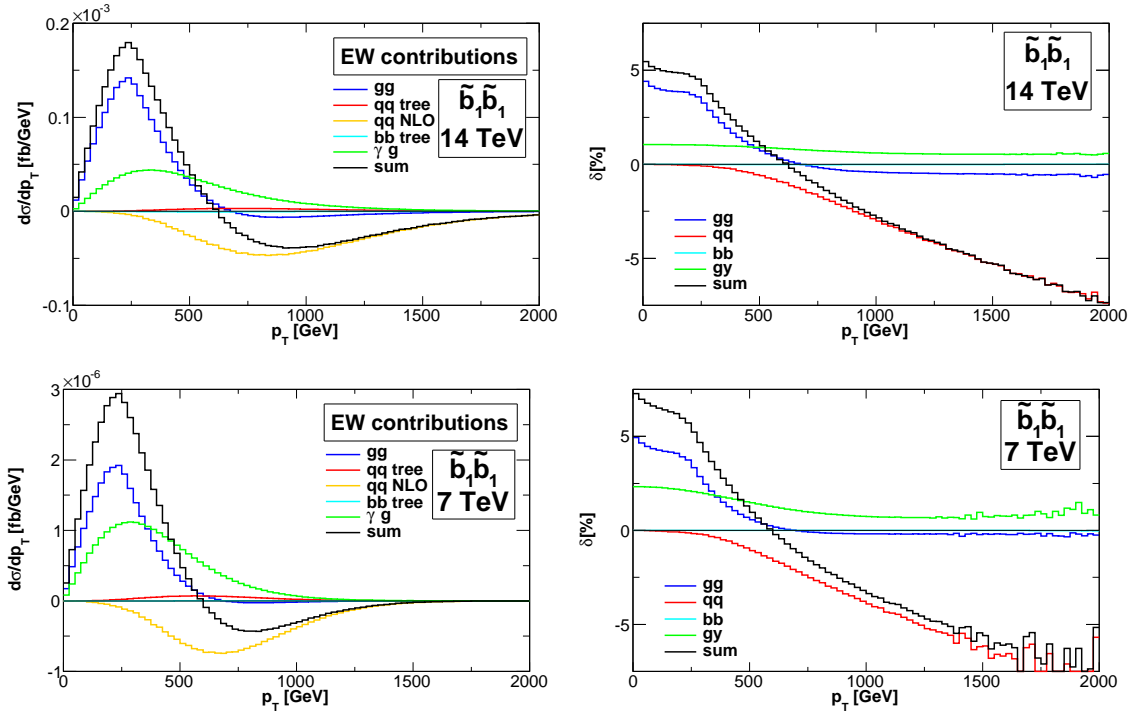 0.2×10⁻³
0.1
0
-0.1
dσ/dp_T [fb/GeV]
EW contributions
gg
qq tree
qq NLO
bb tree
γ g
sum
b̃₁b̃₁
14 TeV
0 500 1000 1500 2000
p_T [GeV]
5
0
-5
δ[%]
b̃₁b̃₁
14 TeV
gg
qq
bb
gγ
sum
0 500 1000 1500 2000
p_T [GeV]
3×10⁻⁶
2
1
0
-1
dσ/dp_T [fb/GeV]
EW contributions
gg
qq tree
qq NLO
bb tree
γ g
sum
b̃₁b̃₁
7 TeV
0 500 1000 1500 2000
p_T [GeV]
5
0
-5
δ[%]
b̃₁b̃₁
7 TeV
gg
qq
bb
gγ
sum
0 500 1000 1500 2000
p_T [GeV]